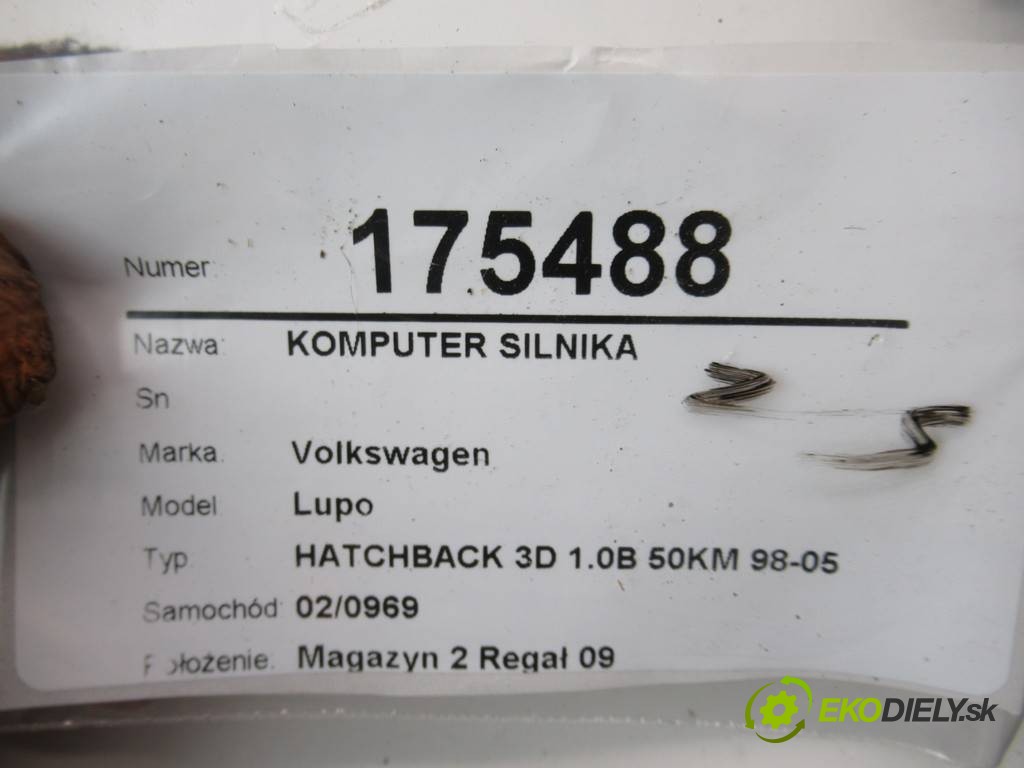 Numer: 175488
Nazwa: KOMPUTER SILNIKA
Sn
Marka: Volkswagen
Model Lupo
Typ HATCHBACK 3D 1.0B 50KM 98-05
Samochód: 02/0969
Położenie: Magazyn 2 Regał 09
EKODIELY.sk